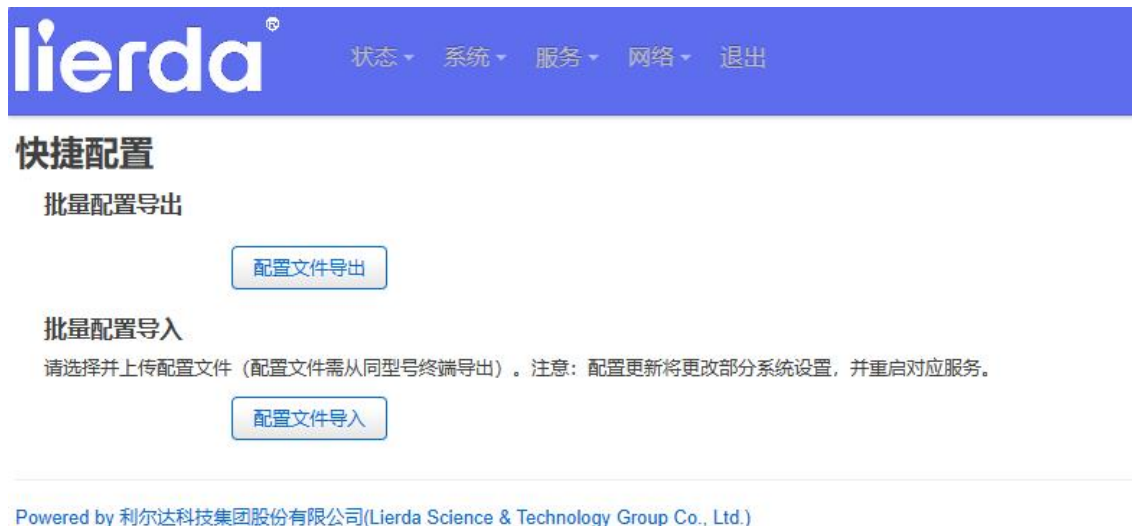 lierda®
状态 系统 服务 网络 退出
快捷配置
批量配置导出
配置文件导出
批量配置导入
请选择并上传配置文件（配置文件需从同型号终端导出）。注意：配置更新将更改部分系统设置，并重启对应服务。
配置文件导入
Powered by 利尔达科技集团股份有限公司(Lierda Science & Technology Group Co., Ltd.)